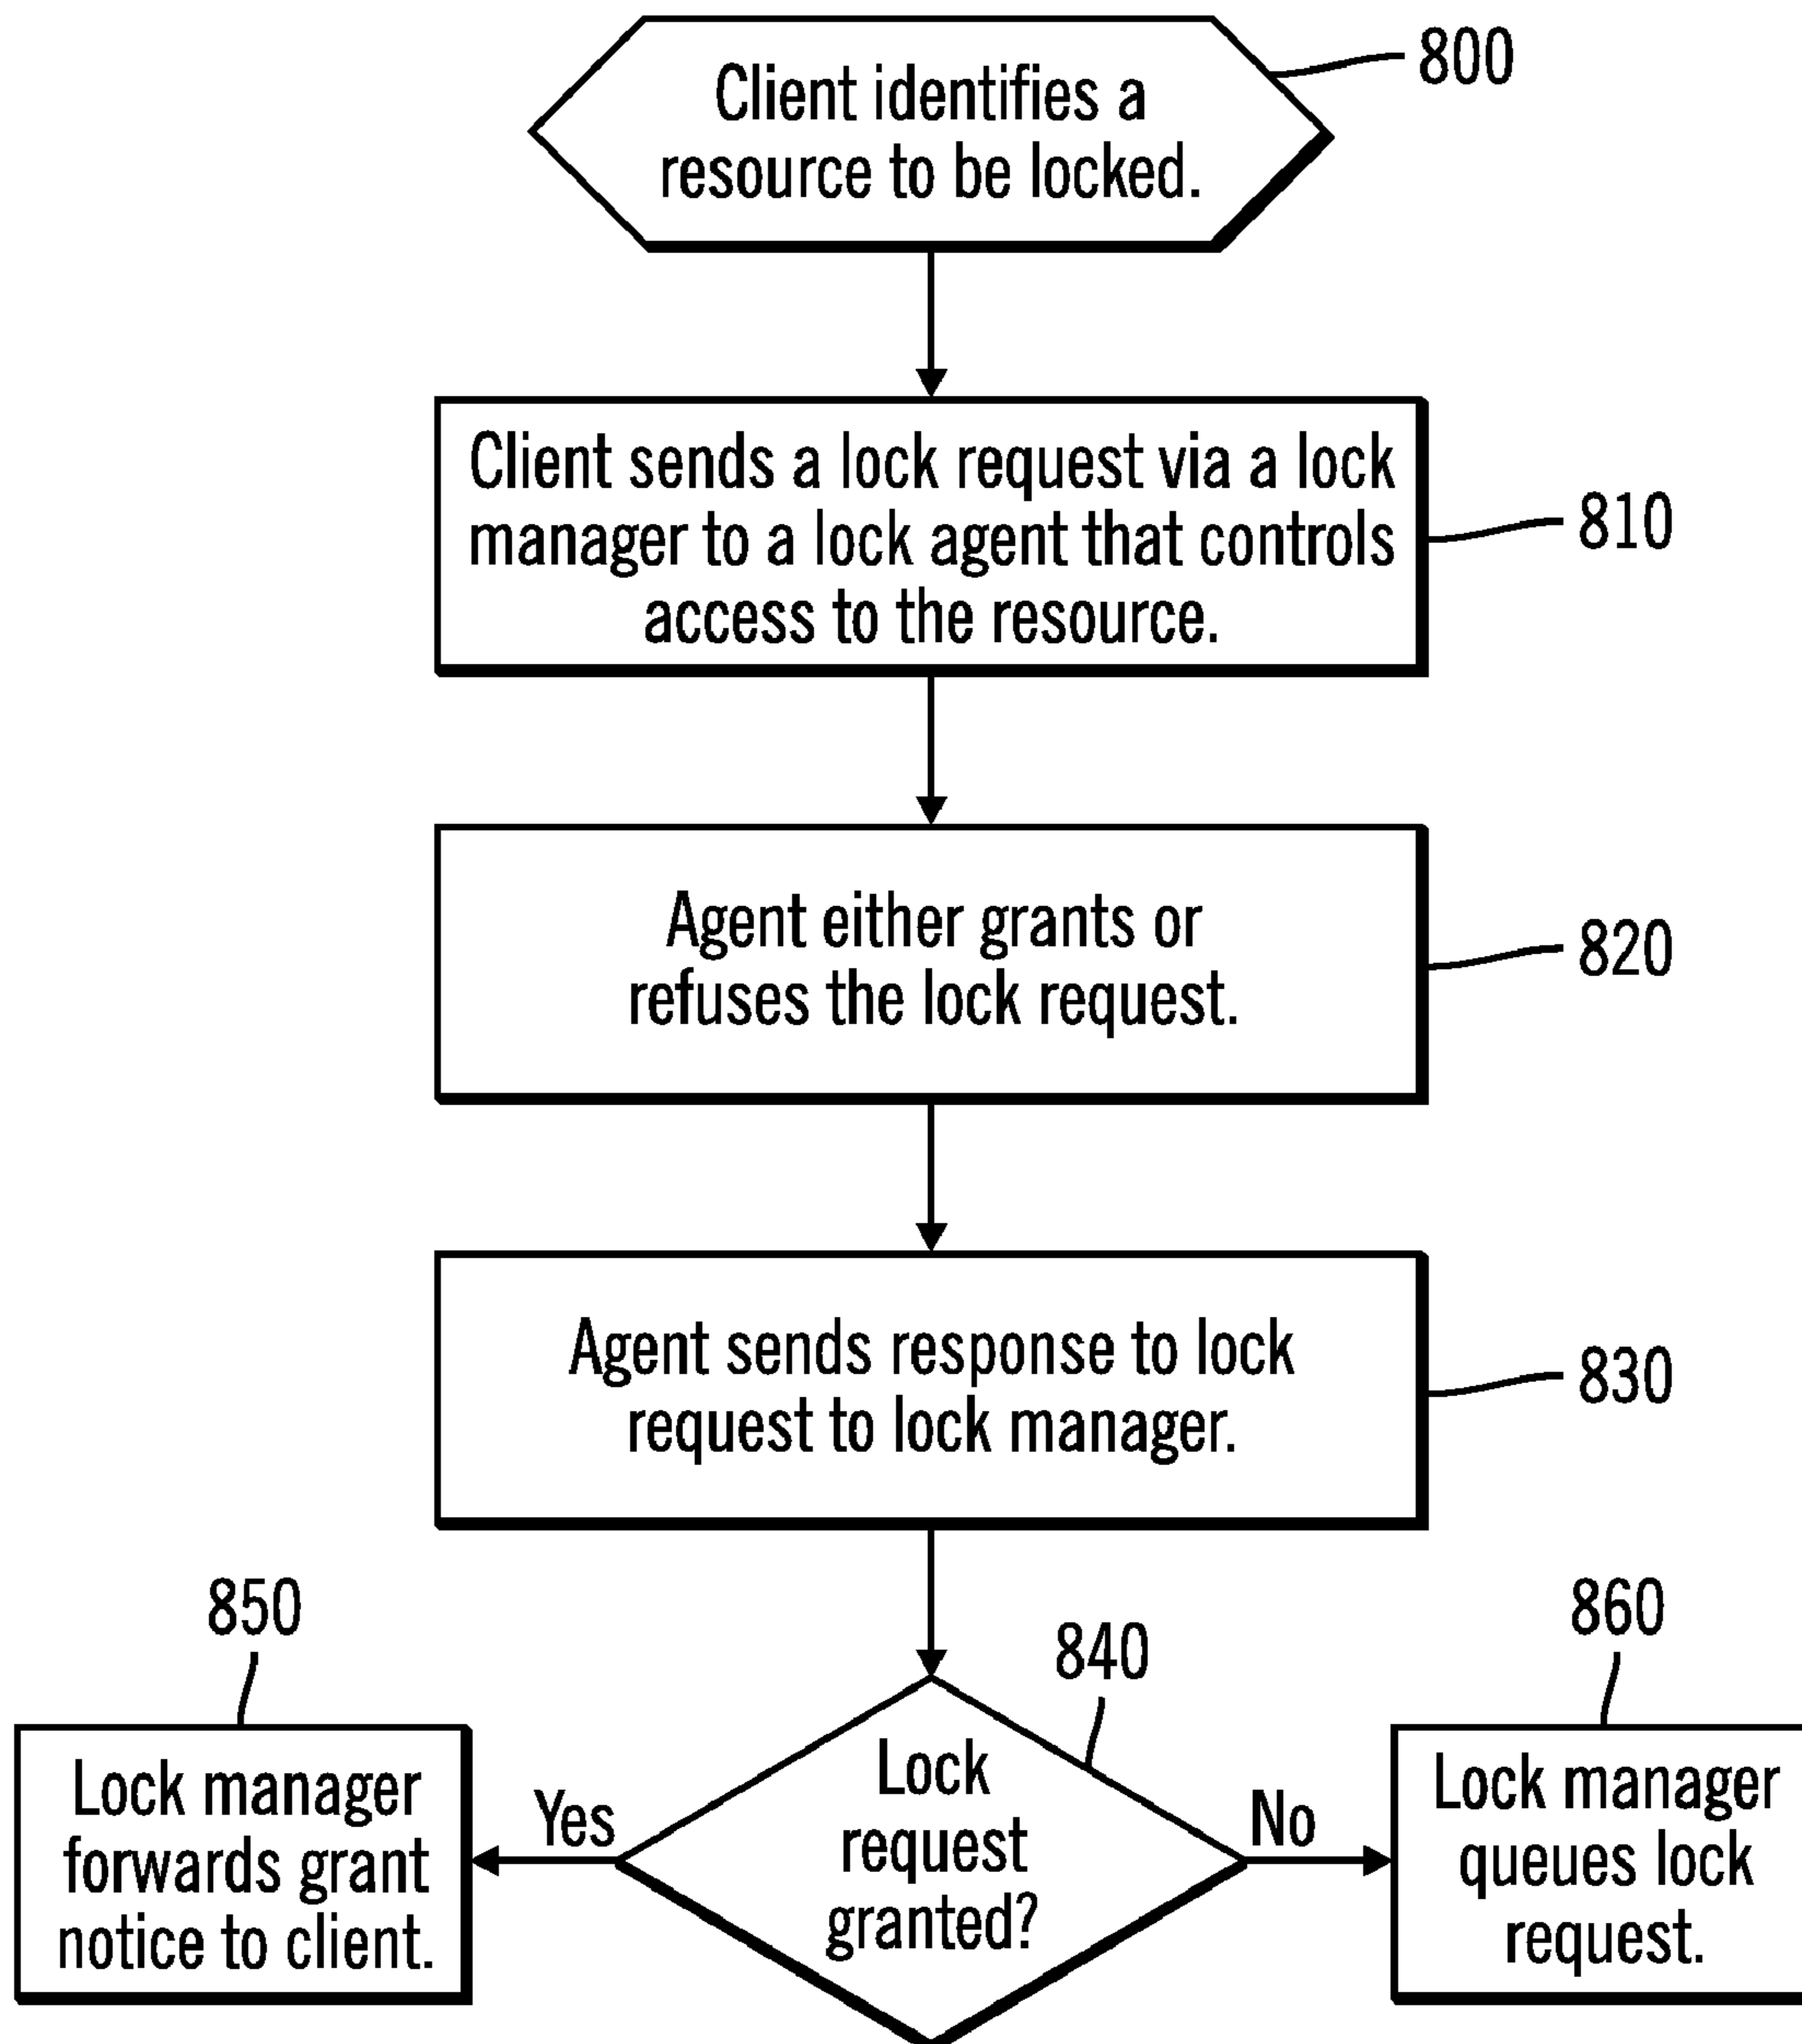 800
Client identifies a
resource to be locked.
Client sends a lock request via a lock
manager to a lock agent that controls
access to the resource.
810
Agent either grants or
refuses the lock request.
820
Agent sends response to lock
request to lock manager.
830
850
840
860
Lock manager
forwards grant
notice to client.
Yes
Lock
request
granted?
No
Lock manager
queues lock
request.